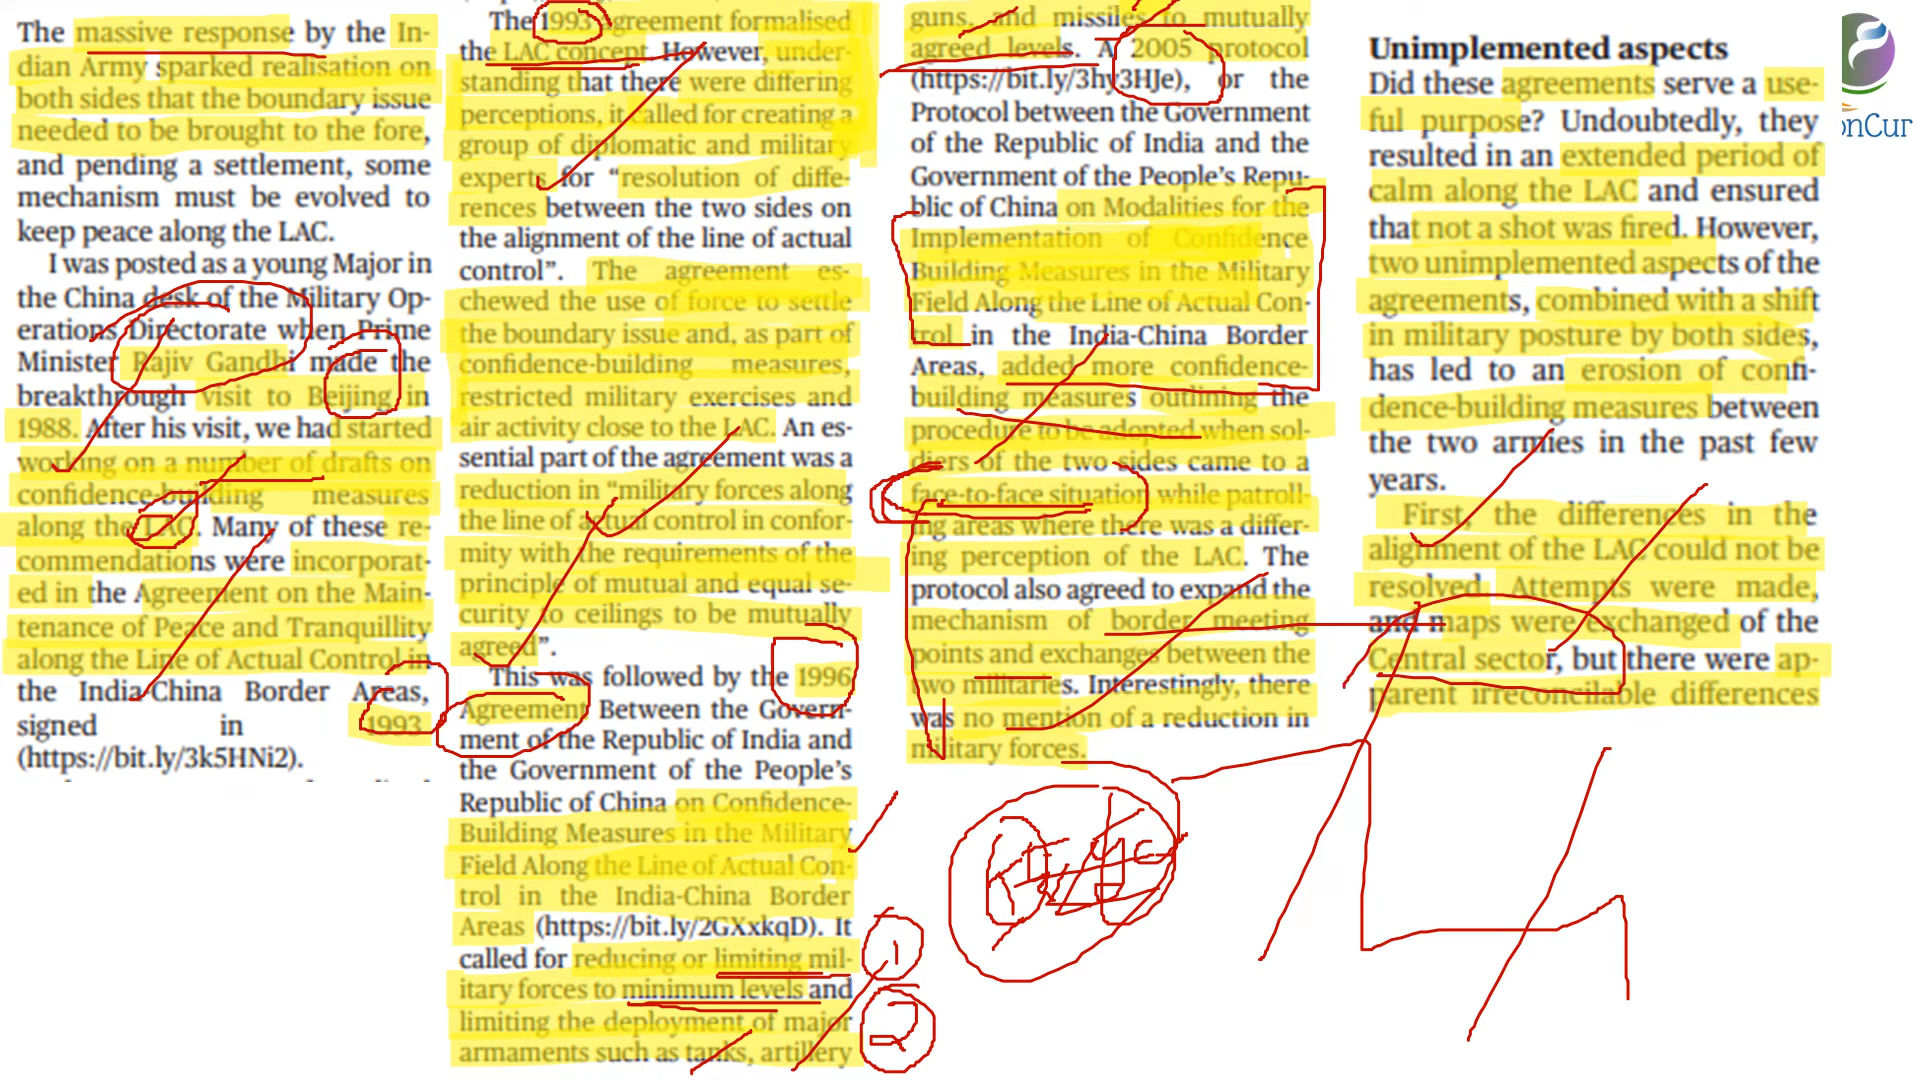 The massive response by the In-
dian Army sparked realisation on
both sides that the boundary issue
needed to be brought to the fore,
and pending a settlement, some
mechanism must be evolved to
keep peace along the LAC.
I was posted as a young Major in
the China desk of the Military Op-
erations Directorate when Prime
Minister Rajiv Gandhi made the
breakthrough visit to Beijing in
1988. After his visit, we had started
working on a number of drafts on
confidence-building measures
along the LAC. Many of these re-
commendations were incorporat-
ed in the Agreement on the Main-
tenance of Peace and Tranquillity
along the Line of Actual Control in
the India-China Border Areas,
signed in 1993
(https://bit.ly/3k5HNi2).
The 1993 Agreement formalised
the LAC concept. However, under-
standing that there were differing
perceptions, it called for creating a
group of diplomatic and military
experts for “resolution of diffe-
rences between the two sides on
the alignment of the line of actual
control”. The agreement es-
chewed the use of force to settle
the boundary issue and, as part of
confidence-building measures,
restricted military exercises and
air activity close to the LAC. An es-
sential part of the agreement was a
reduction in “military forces along
the line of actual control in confor-
mity with the requirements of the
principle of mutual and equal se-
curity to ceilings to be mutually
agreed”.
This was followed by the 1996
Agreement Between the Govern-
ment of the Republic of India and
the Government of the People’s
Republic of China on Confidence-
Building Measures in the Military
Field Along the Line of Actual Con-
trol in the India-China Border
Areas (https://bit.ly/2GXxkqD). It
called for reducing or limiting mil-
itary forces to minimum levels and
limiting the deployment of major
armaments such as tanks, artillery
1
2
guns, and missiles to mutually
agreed levels. A 2005 protocol
(https://bit.ly/3hy3HJe), or the
Protocol between the Government
of the Republic of India and the
Government of the People’s Repu-
blic of China on Modalities for the
Implementation of Confidence
Building Measures in the Military
Field Along the Line of Actual Con-
trol in the India-China Border
Areas, added more confidence-
building measures outlining the
procedure to be adopted when sol-
diers of the two sides came to a
face-to-face situation while patroll-
ing areas where there was a differ-
ing perception of the LAC. The
protocol also agreed to expand the
mechanism of border meeting
points and exchanges between the
two militaries. Interestingly, there
was no mention of a reduction in
military forces.
Unimplemented aspects
Did these agreements serve a use-
ful purpose? Undoubtedly, they
resulted in an extended period of
calm along the LAC and ensured
that not a shot was fired. However,
two unimplemented aspects of the
agreements, combined with a shift
in military posture by both sides,
has led to an erosion of confi-
dence-building measures between
the two armies in the past few
years.
First, the differences in the
alignment of the LAC could not be
resolved. Attempts were made,
and maps were exchanged of the
Central sector, but there were ap-
parent irreconcilable differences
onCur